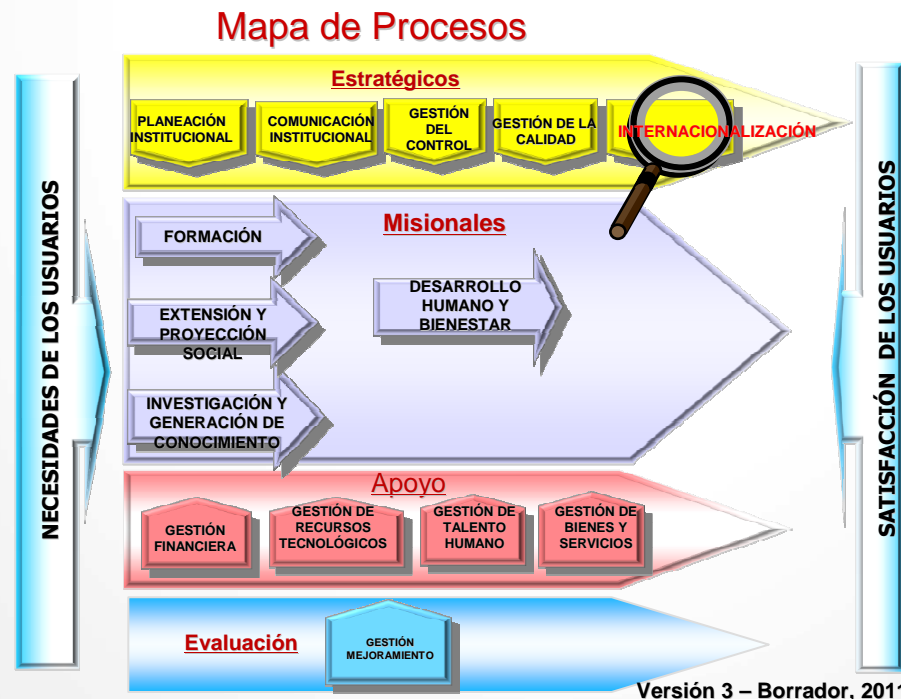 Mapa de Procesos
Estratégicos
PLANEACIÓN
INSTITUCIONAL
COMUNICACIÓN
INSTITUCIONAL
GESTIÓN
DEL
CONTROL
GESTIÓN DE LA
CALIDAD
INTERNACIONALIZACIÓN
NECESIDADES DE LOS USUARIOS
Misionales
FORMACIÓN
EXTENSIÓN Y
PROYECCIÓN
SOCIAL
INVESTIGACIÓN Y
GENERACIÓN DE
CONOCIMIENTO
DESARROLLO
HUMANO Y
BIENESTAR
SATISFACCIÓN DE LOS USUARIOS
Apoyo
GESTIÓN
FINANCIERA
GESTIÓN DE
RECURSOS
TECNOLÓGICOS
GESTIÓN DE
TALENTO
HUMANO
GESTIÓN DE
BIENES Y
SERVICIOS
Evaluación
GESTIÓN
MEJORAMIENTO
Versión 3 – Borrador, 2011